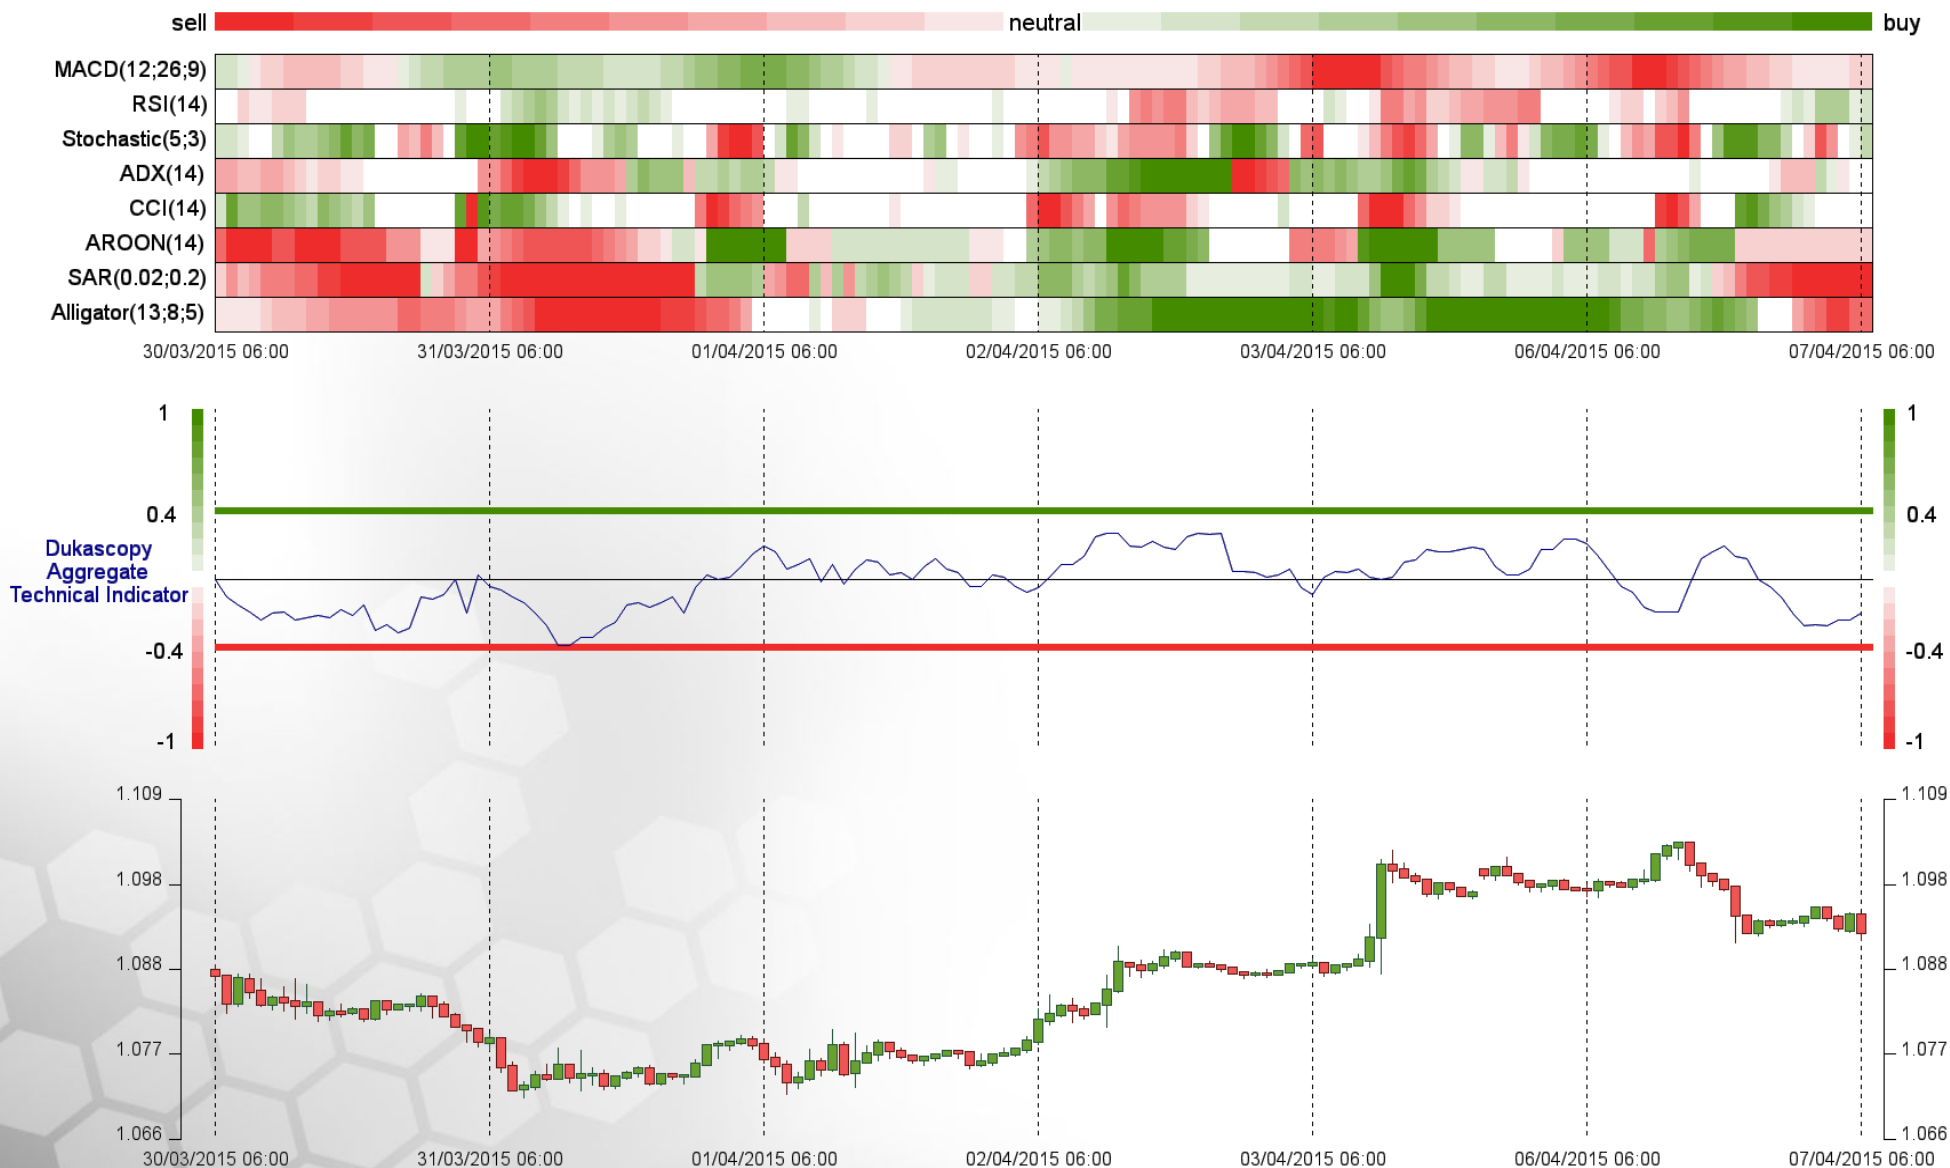 sell neutral buy
MACD(12;26;9)
RSI(14)
Stochastic(5;3)
ADX(14)
CCI(14)
AROON(14)
SAR(0.02;0.2)
Alligator(13;8;5)
30/03/2015 06:00 31/03/2015 06:00 01/04/2015 06:00 02/04/2015 06:00 03/04/2015 06:00 06/04/2015 06:00 07/04/2015 06:00
1 1
0.4 0.4
Dukascopy
Aggregate
Technical Indicator
-0.4 -0.4
-1 -1
1.109 1.109
1.098 1.098
1.088 1.088
1.077 1.077
1.066 1.066
30/03/2015 06:00 31/03/2015 06:00 01/04/2015 06:00 02/04/2015 06:00 03/04/2015 06:00 06/04/2015 06:00 07/04/2015 06:00